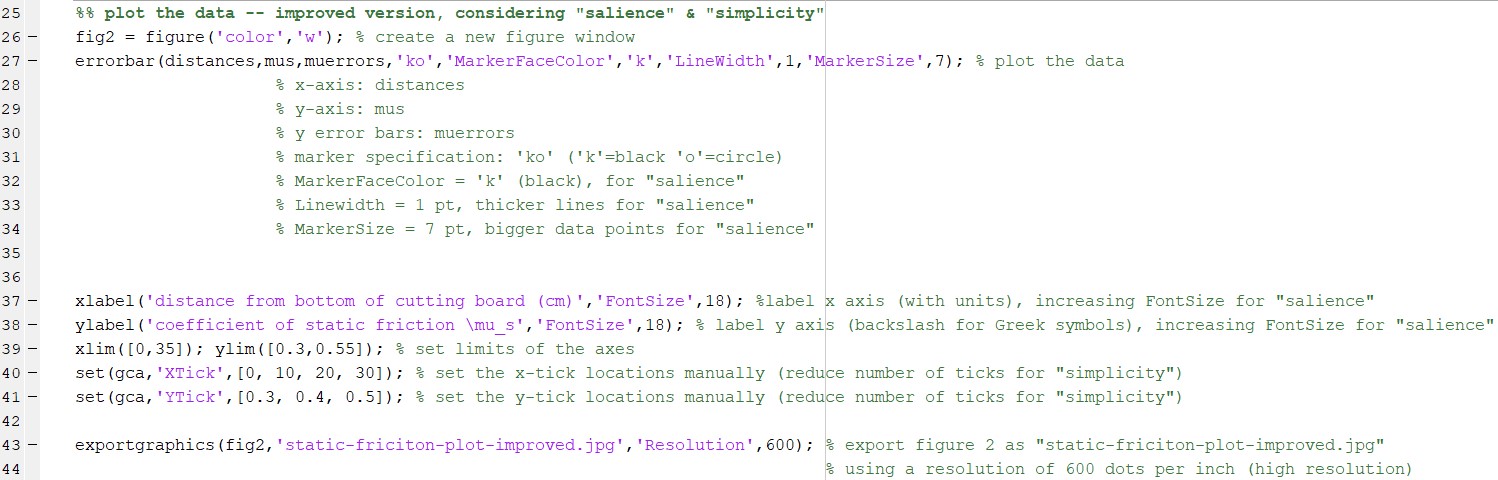 25 %% plot the data -- improved version, considering "salience" & "simplicity"
26 – fig2 = figure('color','w'); % create a new figure window
27 – errorbar(distances,mus,muerrors,'ko','MarkerFaceColor','k','LineWidth',1,'MarkerSize',7); % plot the data
28 % x-axis: distances
29 % y-axis: mus
30 % y error bars: muerrors
31 % marker specification: 'ko' ('k'=black 'o'=circle)
32 % MarkerFaceColor = 'k' (black), for "salience"
33 % Linewidth = 1 pt, thicker lines for "salience"
34 % MarkerSize = 7 pt, bigger data points for "salience"
35
36
37 – xlabel('distance from bottom of cutting board (cm)','FontSize',18); %label x axis (with units), increasing FontSize for "salience"
38 – ylabel('coefficient of static friction \mu_s','FontSize',18); % label y axis (backslash for Greek symbols), increasing FontSize for "salience"
39 – xlim([0,35]); ylim([0.3,0.55]); % set limits of the axes
40 – set(gca,'XTick',[0, 10, 20, 30]); % set the x-tick locations manually (reduce number of ticks for "simplicity")
41 – set(gca,'YTick',[0.3, 0.4, 0.5]); % set the y-tick locations manually (reduce number of ticks for "simplicity")
42
43 – exportgraphics(fig2,'static-friciton-plot-improved.jpg','Resolution',600); % export figure 2 as "static-friciton-plot-improved.jpg"
44 % using a resolution of 600 dots per inch (high resolution)